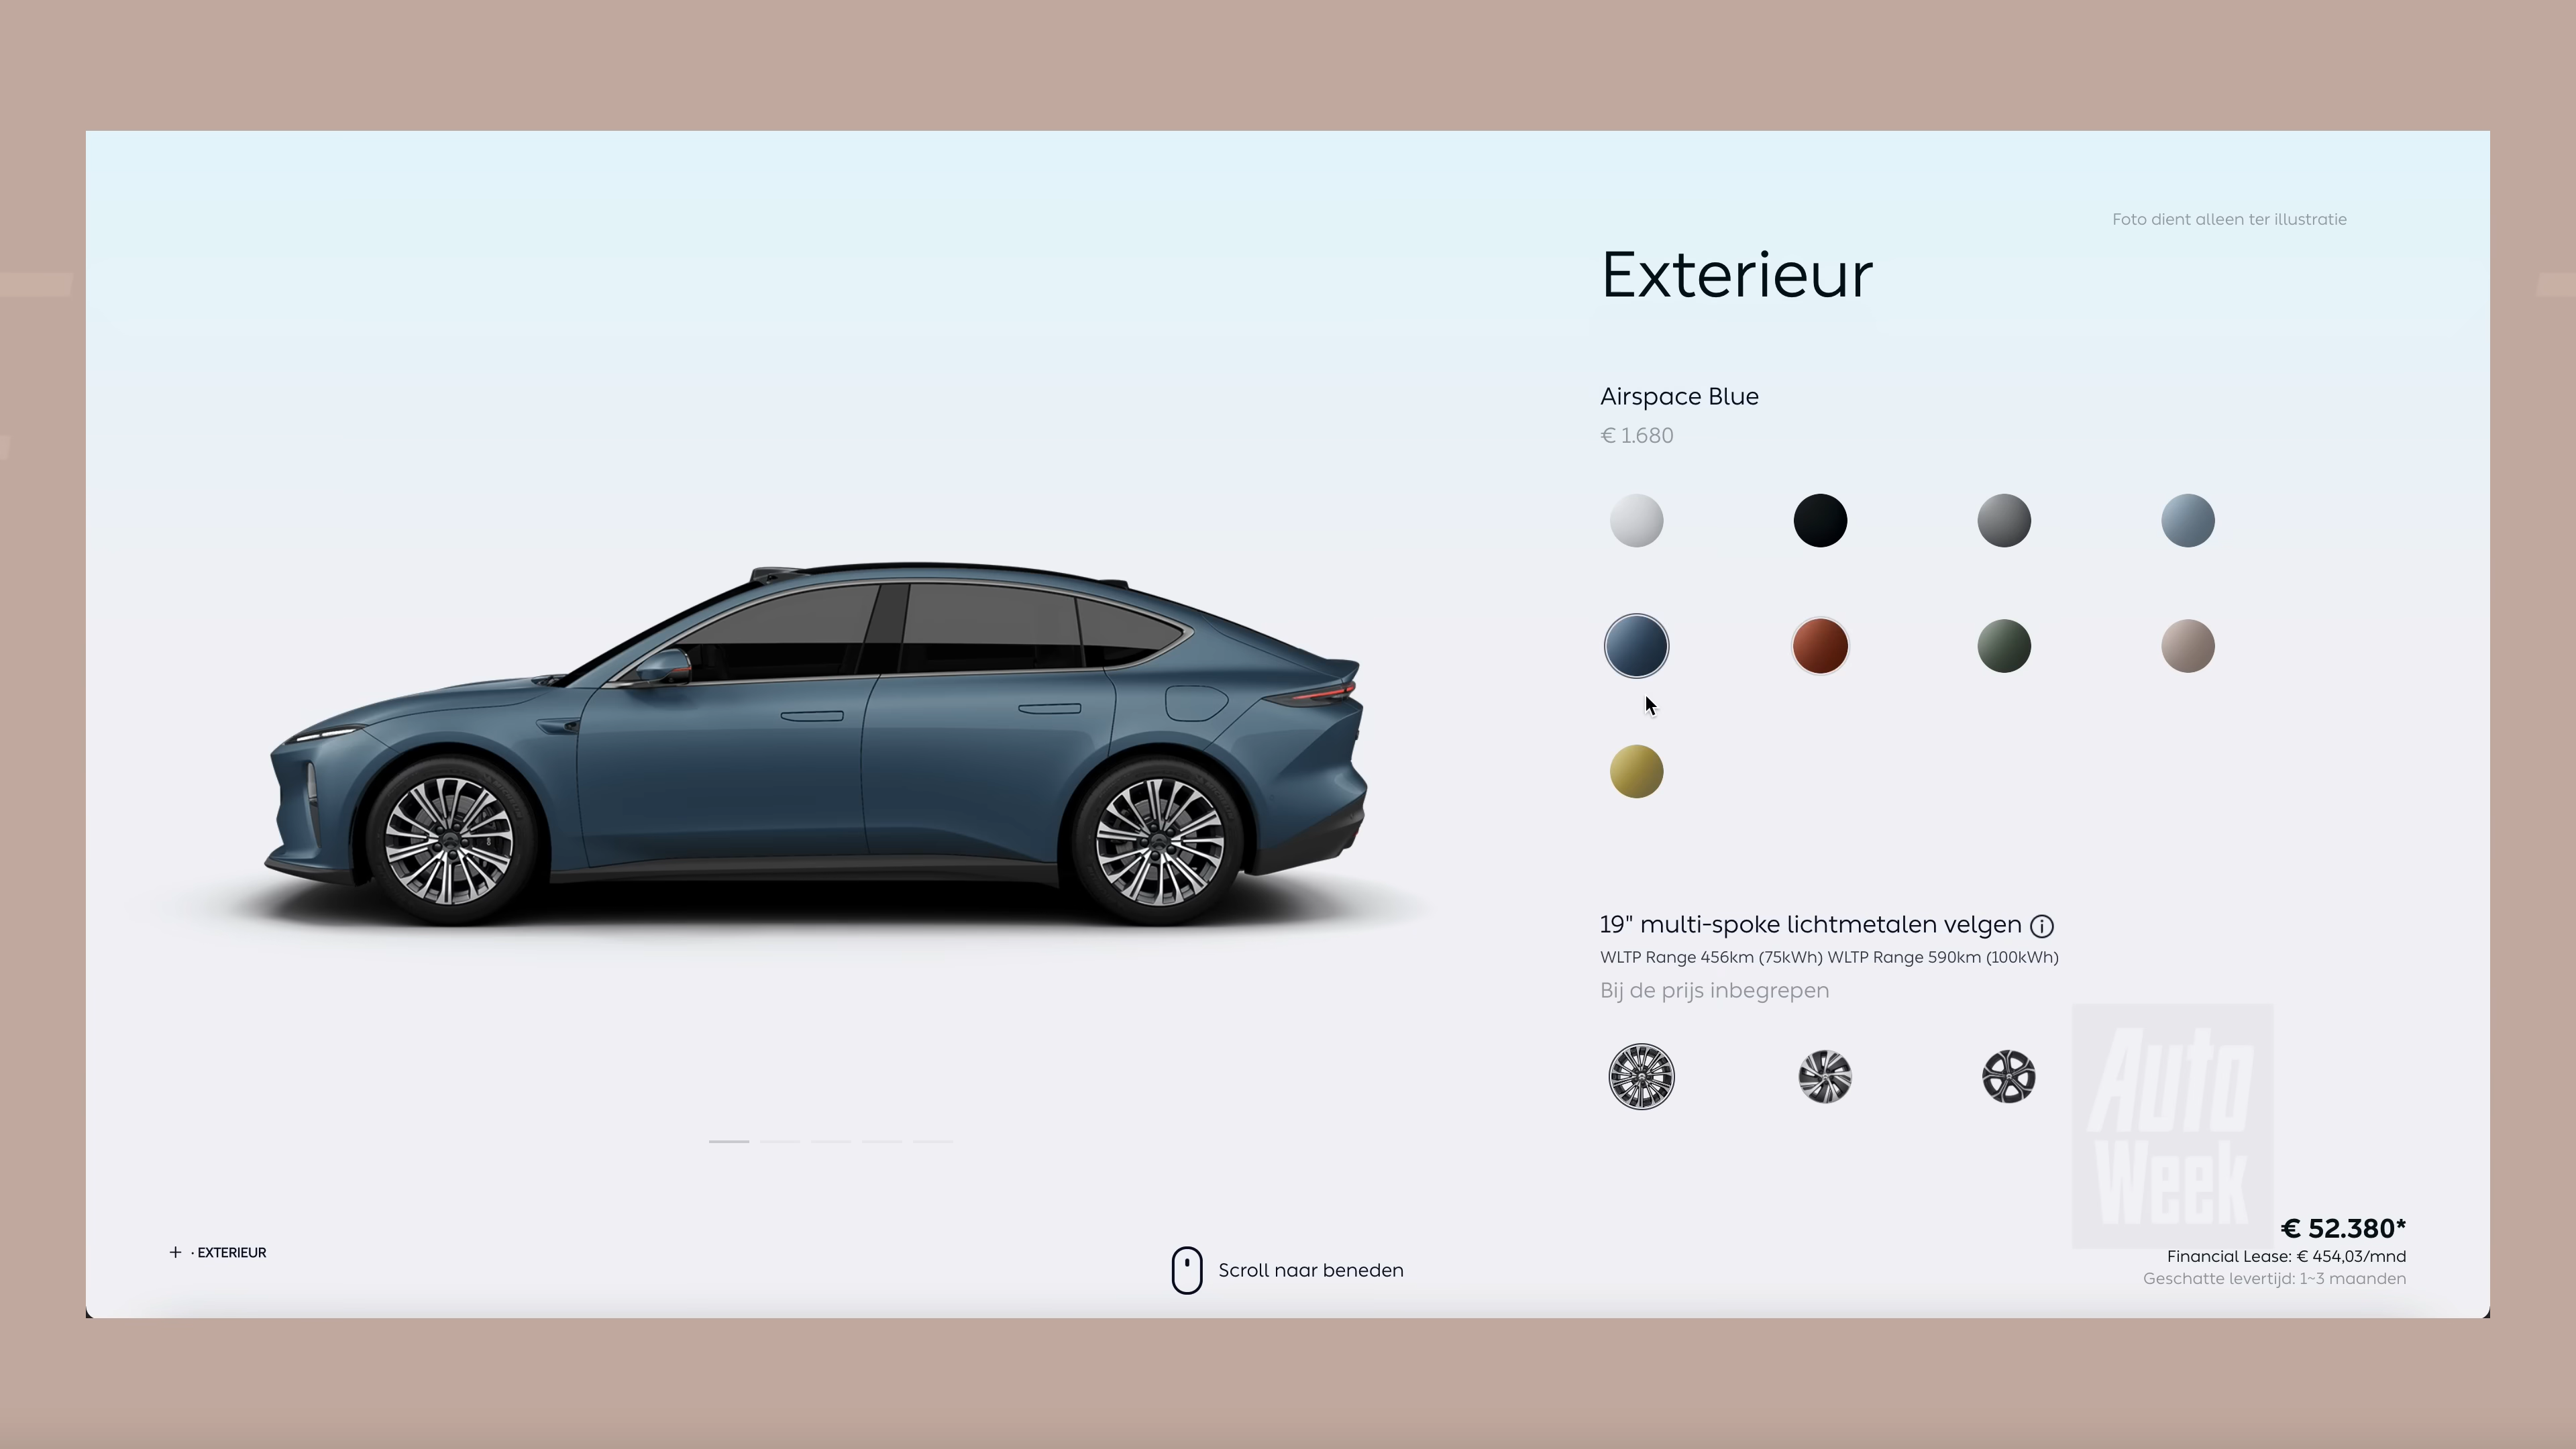 Foto dient alleen ter illustratie
Exterieur
Airspace Blue
€ 1.680
19" multi-spoke lichtmetalen velgen
WLTP Range 456km (75kWh) WLTP Range 590km (100kWh)
Bij de prijs inbegrepen
Auto
Week
€ 52.380*
Financial Lease: € 454,03/mnd
Geschatte levertijd: 1~3 maanden
+ · EXTERIEUR
Scroll naar beneden